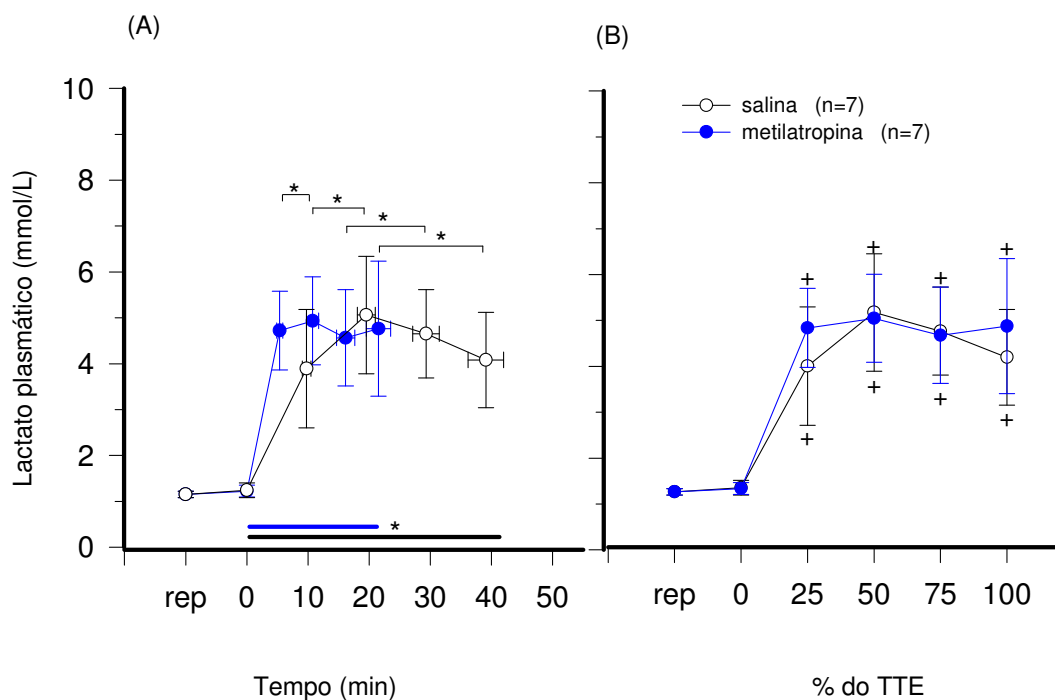 (A)
(B)
Lactato plasmático (mmol/L)
10
8
6
4
2
0
* * * *
*
rep 0 10 20 30 40 50
Tempo (min)
salina (n=7)
metilatropina (n=7)
+ + + +
+ + + +
rep 0 25 50 75 100
% do TTE